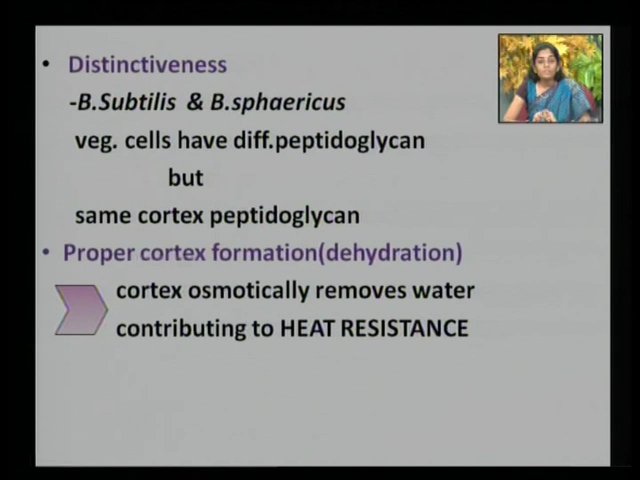 • Distinctiveness
-B.Subtilis & B.sphaericus
veg. cells have diff.peptidoglycan
but
same cortex peptidoglycan
• Proper cortex formation(dehydration)
cortex osmotically removes water
contributing to HEAT RESISTANCE